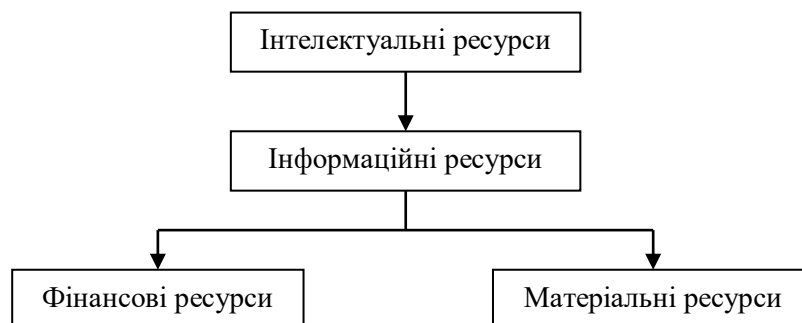 Інтелектуальні ресурси
Інформаційні ресурси
Фінансові ресурси
Матеріальні ресурси